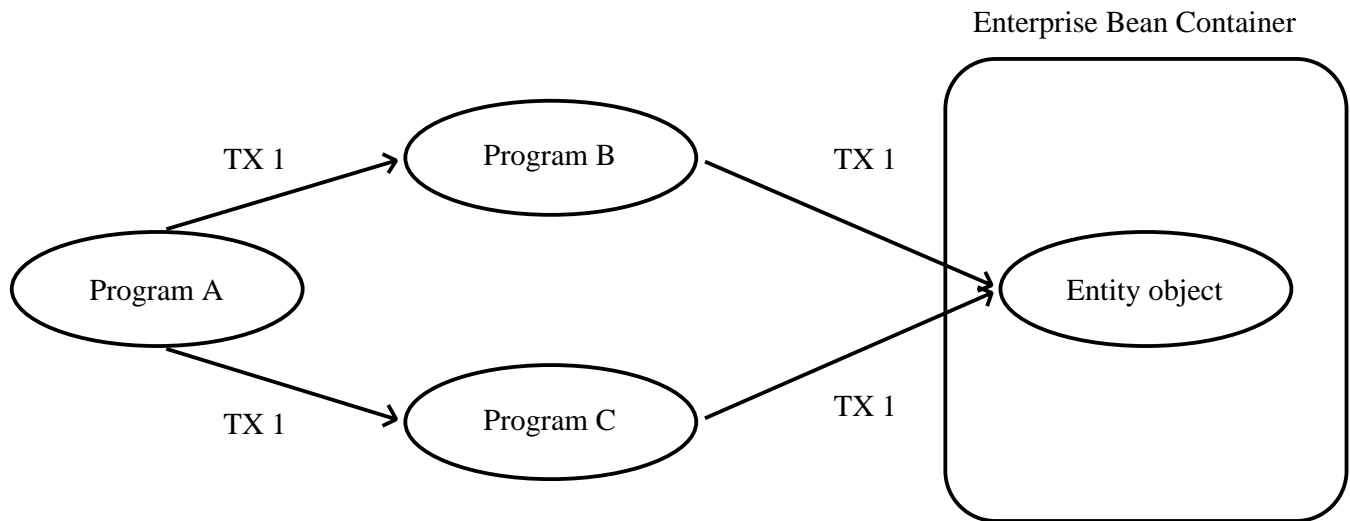 Enterprise Bean Container
TX 1
Program B
TX 1
Program A
Entity object
TX 1
Program C
TX 1